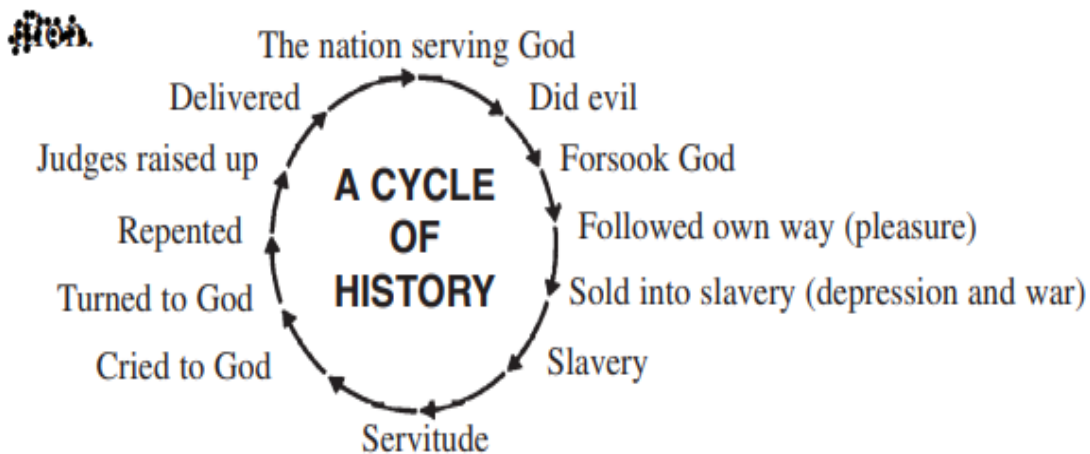 The nation serving God
Did evil
Forsook God
Followed own way (pleasure)
Sold into slavery (depression and war)
Slavery
Servitude
Cried to God
Turned to God
Repented
Judges raised up
Delivered
A CYCLE
OF
HISTORY